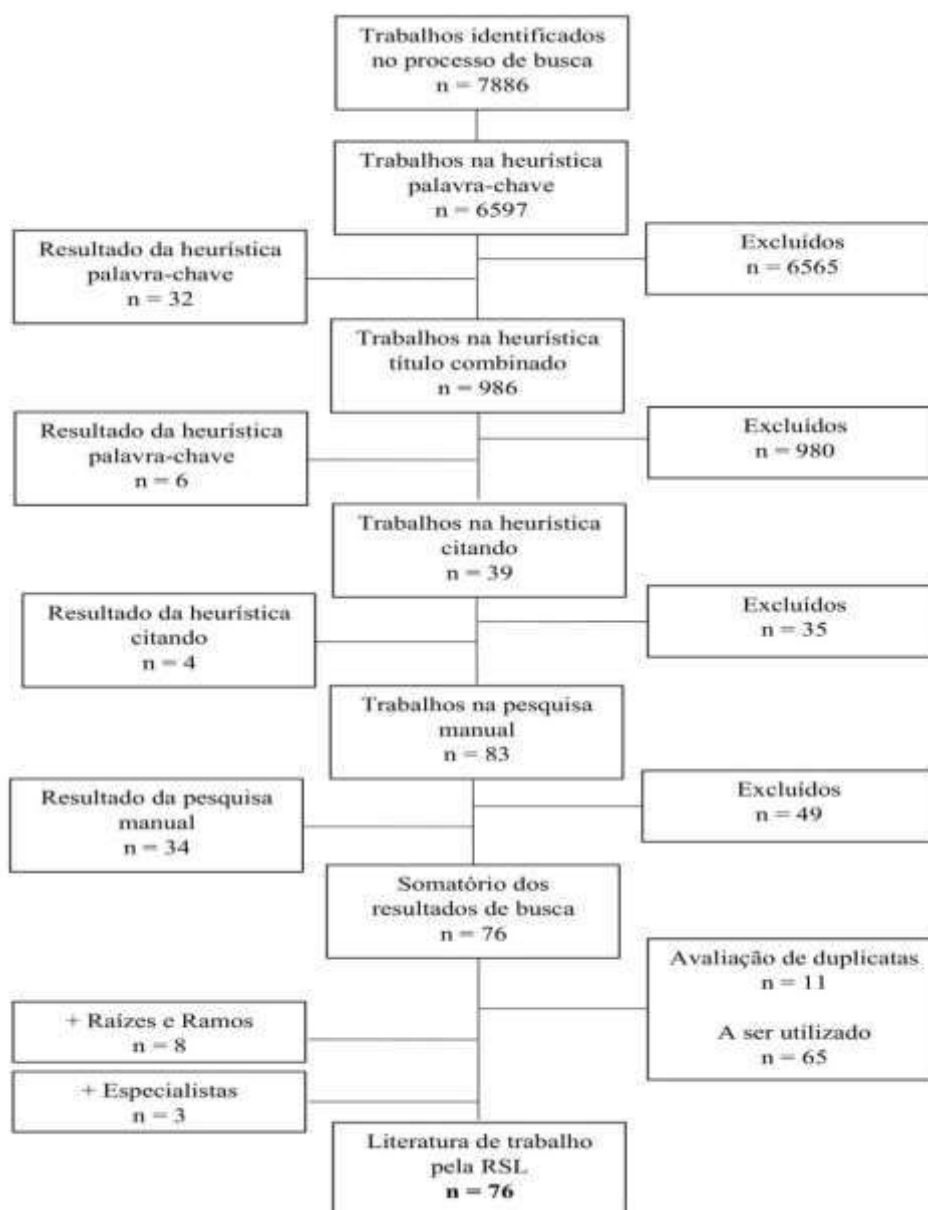 Trabalhos identificados
no processo de busca
n = 7886
Trabalhos na heurística
palavra-chave
n = 6597
Resultado da heurística
palavra-chave
n = 32
Excluídos
n = 6565
Trabalhos na heurística
título combinado
n = 986
Resultado da heurística
palavra-chave
n = 6
Excluídos
n = 980
Trabalhos na heurística
citando
n = 39
Resultado da heurística
citando
n = 4
Excluídos
n = 35
Trabalhos na pesquisa
manual
n = 83
Resultado da pesquisa
manual
n = 34
Excluídos
n = 49
Somatório dos
resultados de busca
n = 76
Avaliação de duplicatas
n = 11
A ser utilizado
n = 65
+ Raízes e Ramos
n = 8
+ Especialistas
n = 3
Literatura de trabalho
pela RSL
n = 76